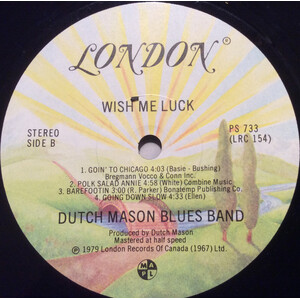 LONDON®
WISH ME LUCK
STEREO
SIDE B
PS 733
(LRC 154)
1. GOIN' TO CHICAGO 4:03 (Basie - Bushing)
Bregmann Vocco & Conn Inc.
2. POLK SALAD ANNIE 4:58 (White) Combine Music
3. BAREFOOTIN 3:00 (R. Parker) Bonatemp Publishing Co.
4. GOING DOWN SLOW 4:33 (Ellen)
DUTCH MASON BLUES BAND
Produced by Dutch Mason
Mastered at half speed
℗ 1979 London Records Of Canada (1967) Ltd.
M A
P L